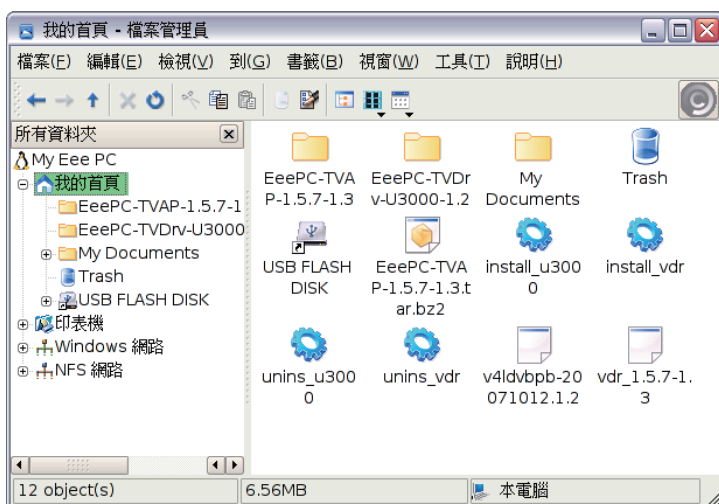 我的首頁 - 檔案管理員
檔案(F) 編輯(E) 檢視(V) 到(G) 書籤(B) 視窗(W) 工具(T) 說明(H)
所有資料夾
My Eee PC
我的首頁
EeePC-TVAP-1.5.7-1
EeePC-TVDrv-U3000
My Documents
Trash
USB FLASH DISK
印表機
Windows 網路
NFS 網路
EeePC-TVA
P-1.5.7-1.3
EeePC-TVDr
v-U3000-1.2
My
Documents
Trash
USB FLASH
DISK
EeePC-TVA
P-1.5.7-1.3.t
ar.bz2
install_u300
0
install_vdr
unins_u300
0
unins_vdr
v4ldvbpb-20
071012.1.2
vdr_1.5.7-1.
3
12 object(s)
6.56MB
本電腦